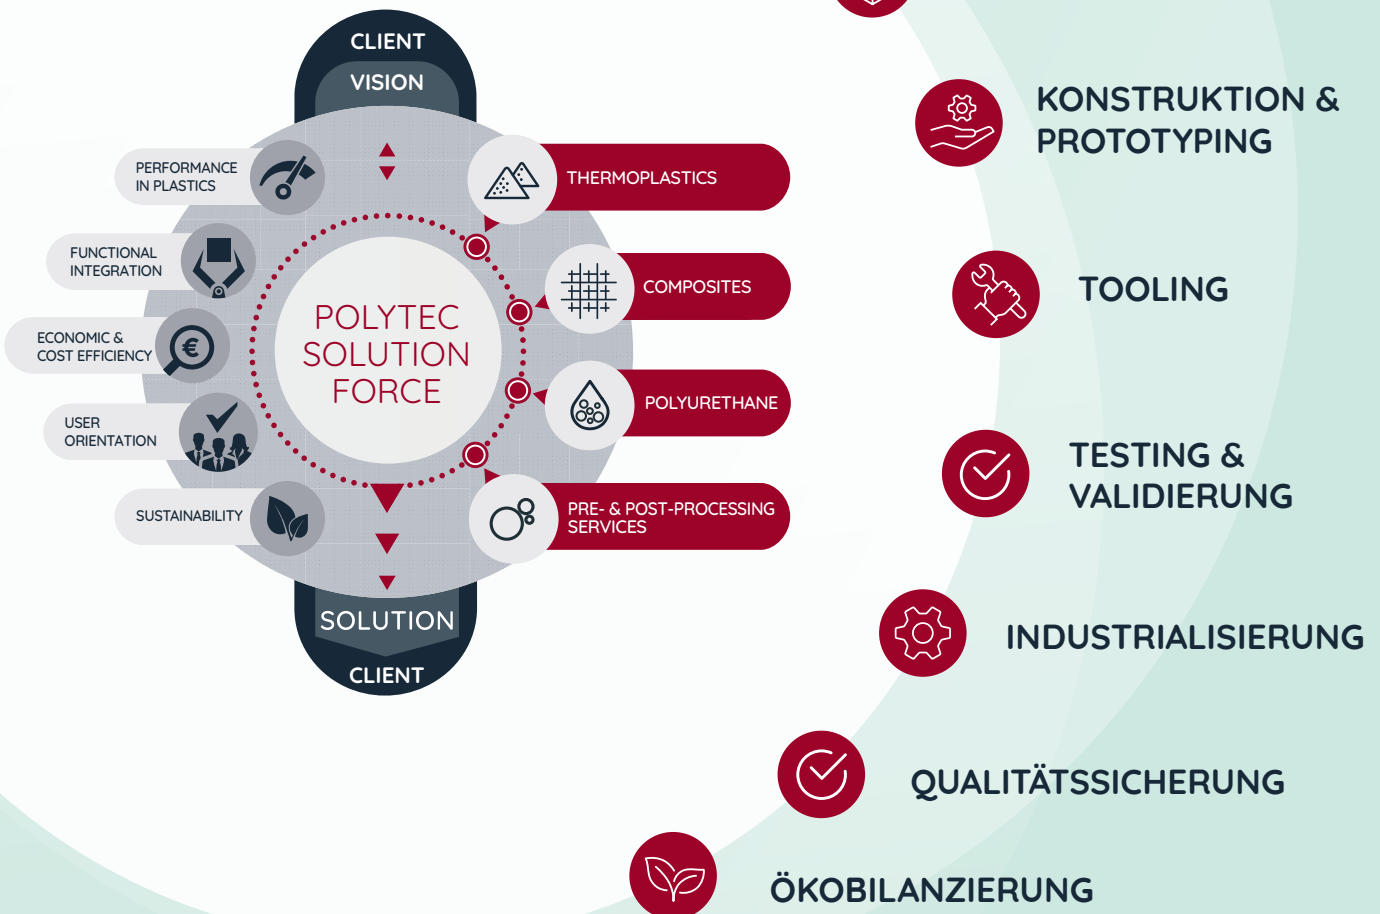 CLIENT
VISION
PERFORMANCE
IN PLASTICS
FUNCTIONAL
INTEGRATION
ECONOMIC &
COST EFFICIENCY
€
USER
ORIENTATION
SUSTAINABILITY
POLYTEC
SOLUTION
FORCE
THERMOPLASTICS
COMPOSITES
POLYURETHANE
PRE- & POST-PROCESSING
SERVICES
SOLUTION
CLIENT
KONSTRUKTION &
PROTOTYPING
TOOLING
TESTING &
VALIDIERUNG
INDUSTRIALISIERUNG
QUALITÄTSSICHERUNG
ÖKOBILANZIERUNG